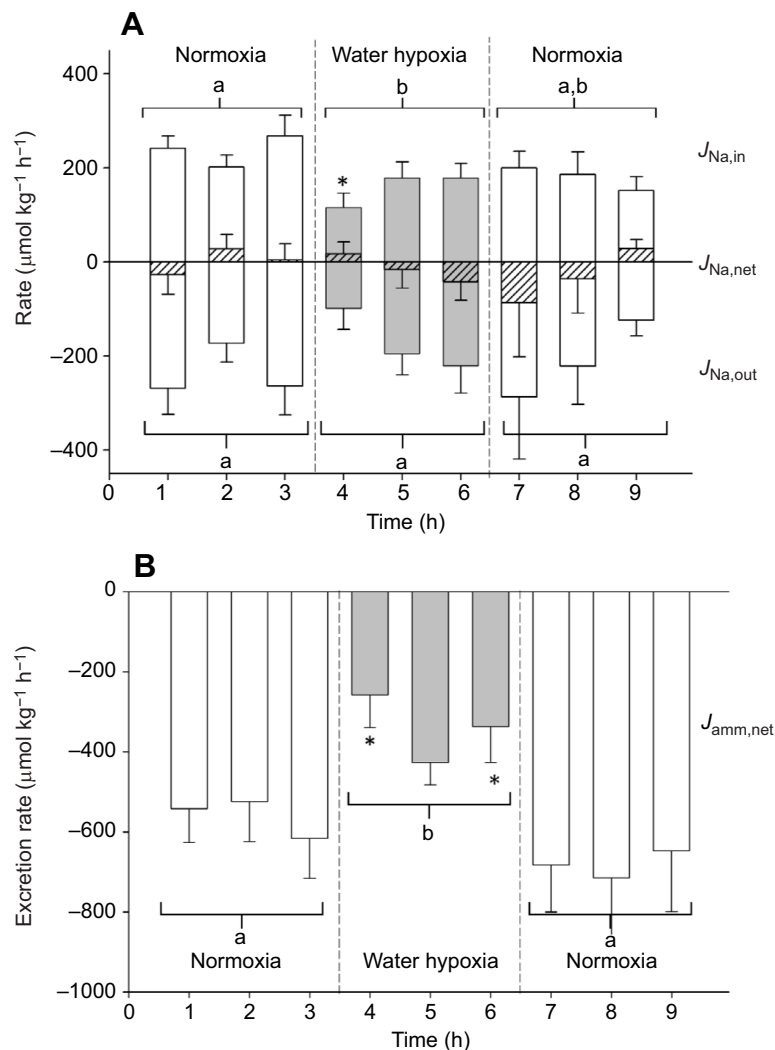 A
Normoxia Water hypoxia Normoxia
a b a,b
400
200
0
–200
–400
*
Rate (μmol kg⁻¹ h⁻¹)
J_Na,in
J_Na,net
J_Na,out
a a a
0 1 2 3 4 5 6 7 8 9
Time (h)
B
0
–200
–400
–600
–800
–1000
Excretion rate (μmol kg⁻¹ h⁻¹)
J_amm,net
* *
b
a a
Normoxia Water hypoxia Normoxia
0 1 2 3 4 5 6 7 8 9
Time (h)